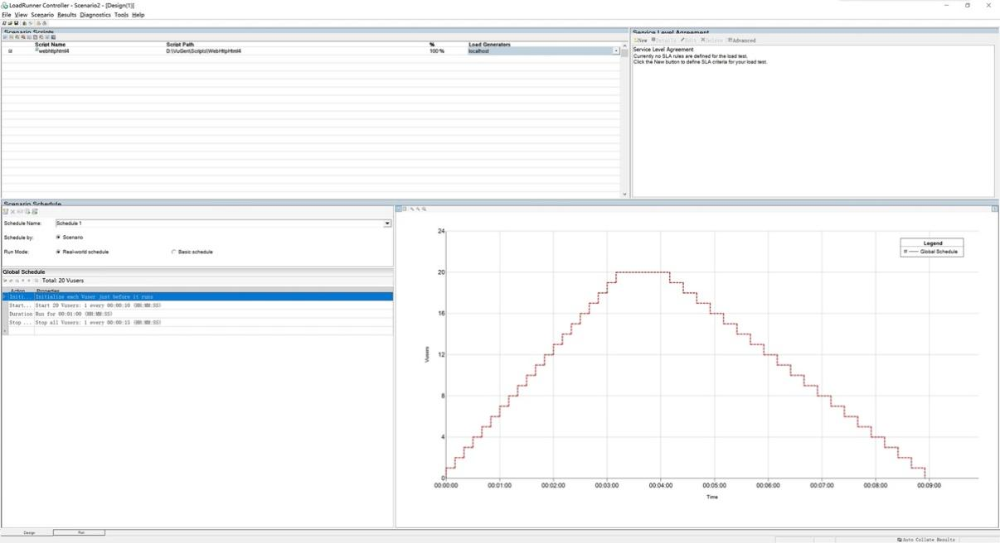 LoadRunner Controller - Scenario2 - [Design(1)]
File View Scenario Results Diagnostics Tools Help
Scenario Scripts
Script Name Script Path % Load Generators
webhttphtml4 D:\VuGen\Scripts\WebHttpHtml4 100 % localhost
Service Level Agreement
New Details Edit Delete Advanced
Service Level Agreement
Currently no SLA rules are defined for the load test.
Click the New button to define SLA criteria for your load test.
Scenario Schedule
Schedule Name: Schedule 1
Schedule by: Scenario
Run Mode: Real-world schedule Basic schedule
Global Schedule
Total: 20 Vusers
Action Properties
Initi... Initialize each Vuser just before it runs
Start... Start 20 Vusers: 1 every 00:00:10 (HH:MM:SS)
Duration Run for 00:01:00 (HH:MM:SS)
Stop ... Stop all Vusers: 1 every 00:00:15 (HH:MM:SS)
24
20
16
12
8
4
0
Vusers
Legend
Global Schedule
00:00:00 00:01:00 00:02:00 00:03:00 00:04:00 00:05:00 00:06:00 00:07:00 00:08:00 00:09:00
Time
Design Run
Auto Collate Results